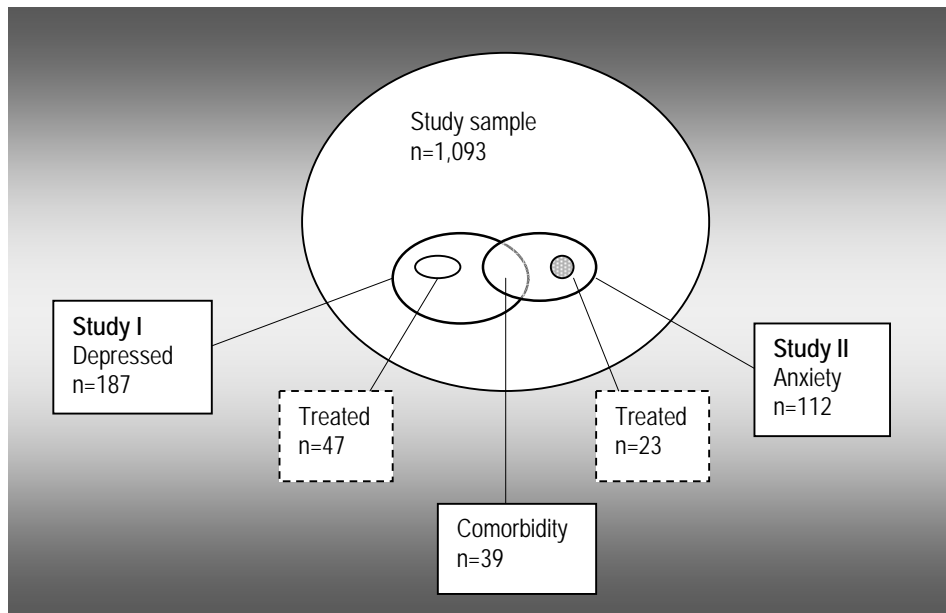 Study sample
n=1,093
Study I
Depressed
n=187
Treated
n=47
Comorbidity
n=39
Treated
n=23
Study II
Anxiety
n=112